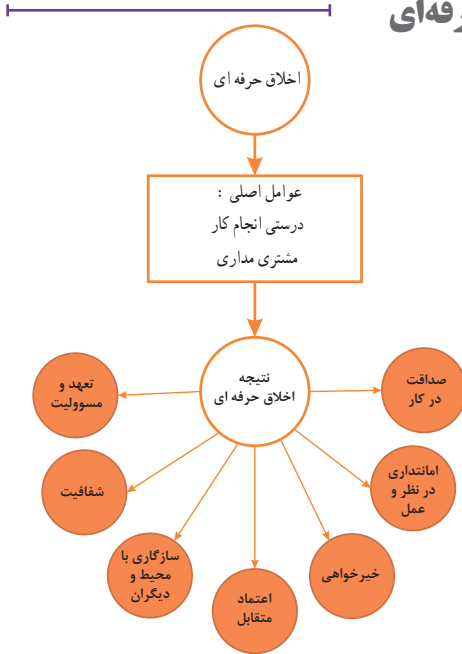 اخلاق حرفه ای
عوامل اصلی :
درستی انجام کار
مشتری مداری
نتیجه
اخلاق حرفه ای
صداقت
در کار
امانتداری
در نظر و
عمل
خیرخواهی
اعتماد
متقابل
سازگاری با
محیط و
دیگران
شفافیت
تعهد و
مسوولیت